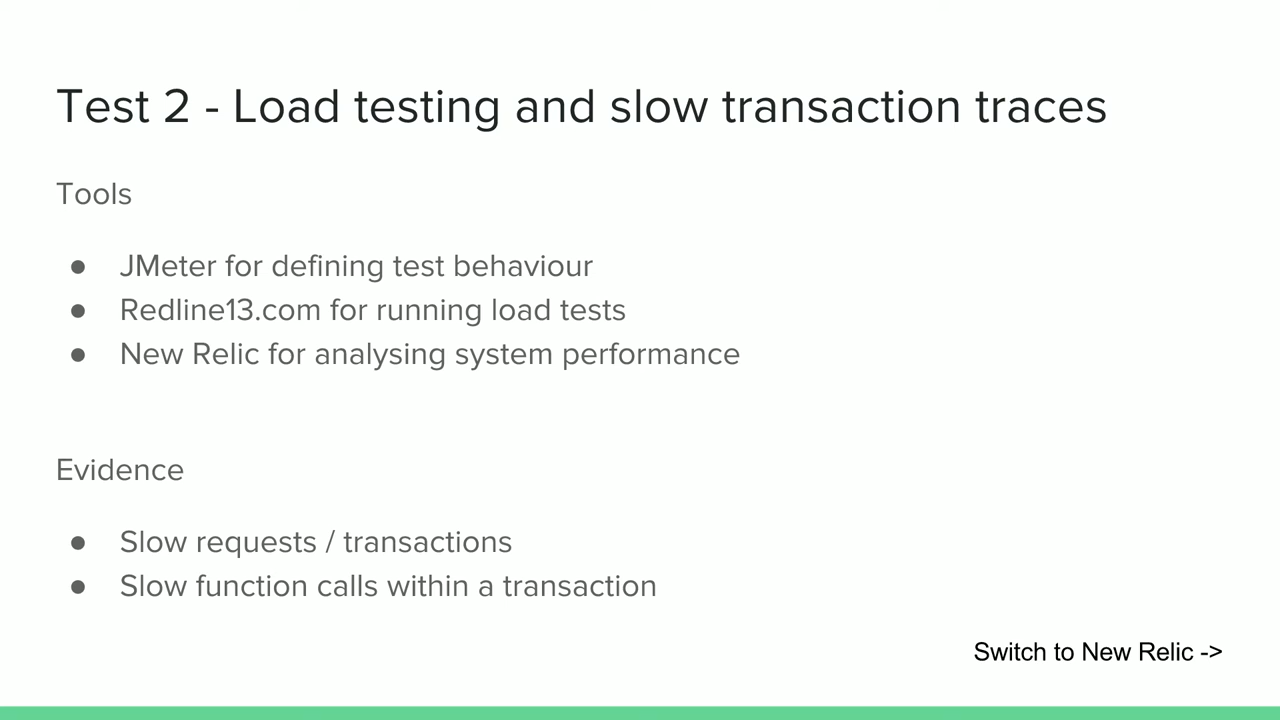 Test 2 - Load testing and slow transaction traces
Tools
● JMeter for defining test behaviour
● Redline13.com for running load tests
● New Relic for analysing system performance
Evidence
● Slow requests / transactions
● Slow function calls within a transaction
Switch to New Relic ->